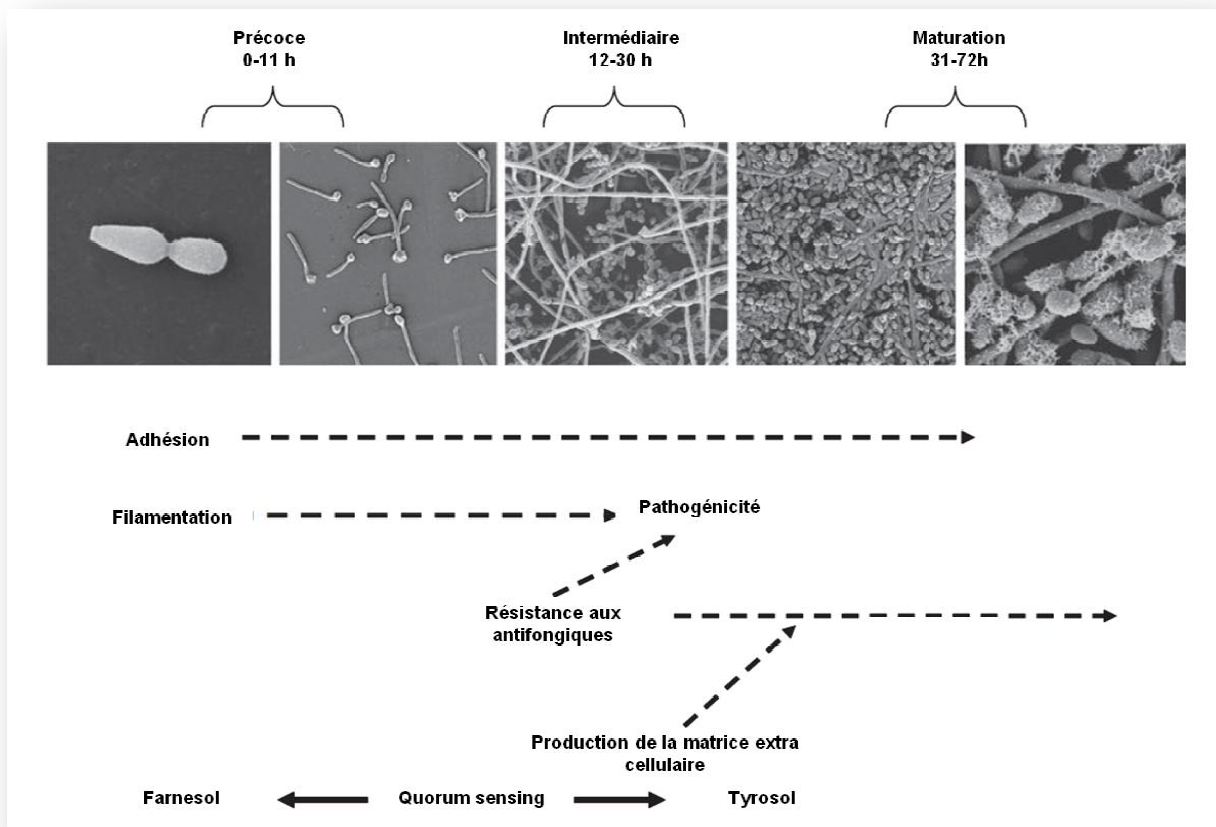 Précoce
0-11 h
Intermédiaire
12-30 h
Maturation
31-72h
Adhésion
Filamentation
Pathogénicité
Résistance aux
antifongiques
Production de la matrice extra
cellulaire
Farnesol
Quorum sensing
Tyrosol